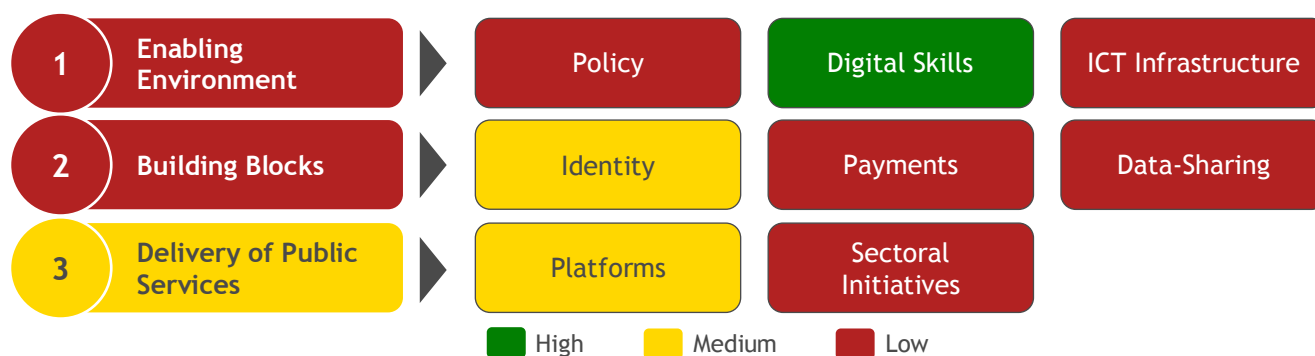 1
Enabling
Environment
Policy
Digital Skills
ICT Infrastructure
2
Building Blocks
Identity
Payments
Data-Sharing
3
Delivery of Public
Services
Platforms
Sectoral
Initiatives
High
Medium
Low